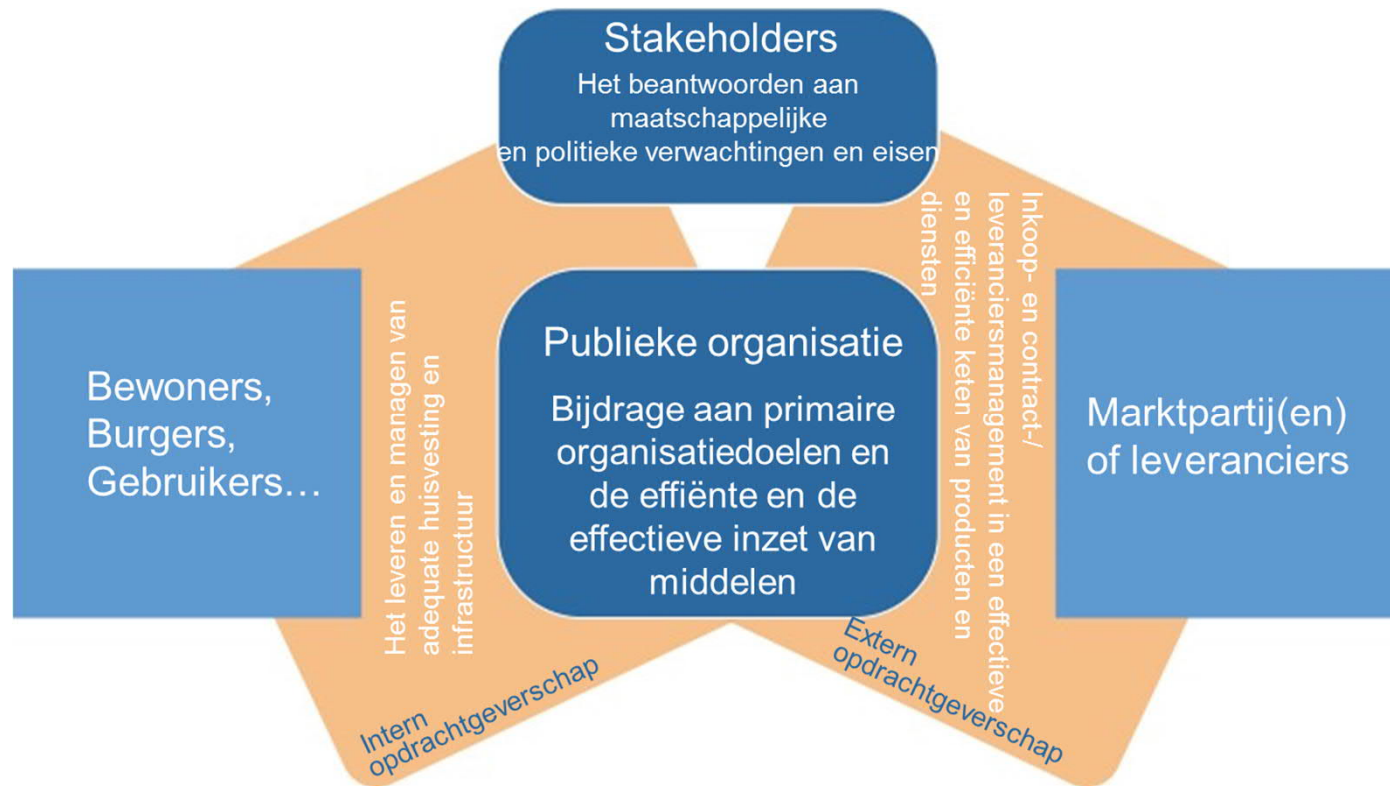 Stakeholders
Het beantwoorden aan
maatschappelijke
en politieke verwachtingen en eisen
Bewoners,
Burgers,
Gebruikers…
Het leveren en managen van
adequate huisvesting en
infrastructuur
Intern
opdrachtgeverschap
Publieke organisatie
Bijdrage aan primaire
organisatiedoelen en
de effiënte en de
effectieve inzet van
middelen
Inkoop- en contract-/
leveranciersmanagement in een effectieve
en efficiënte keten van producten en
diensten
Extern
opdrachtgeverschap
Marktpartij(en)
of leveranciers